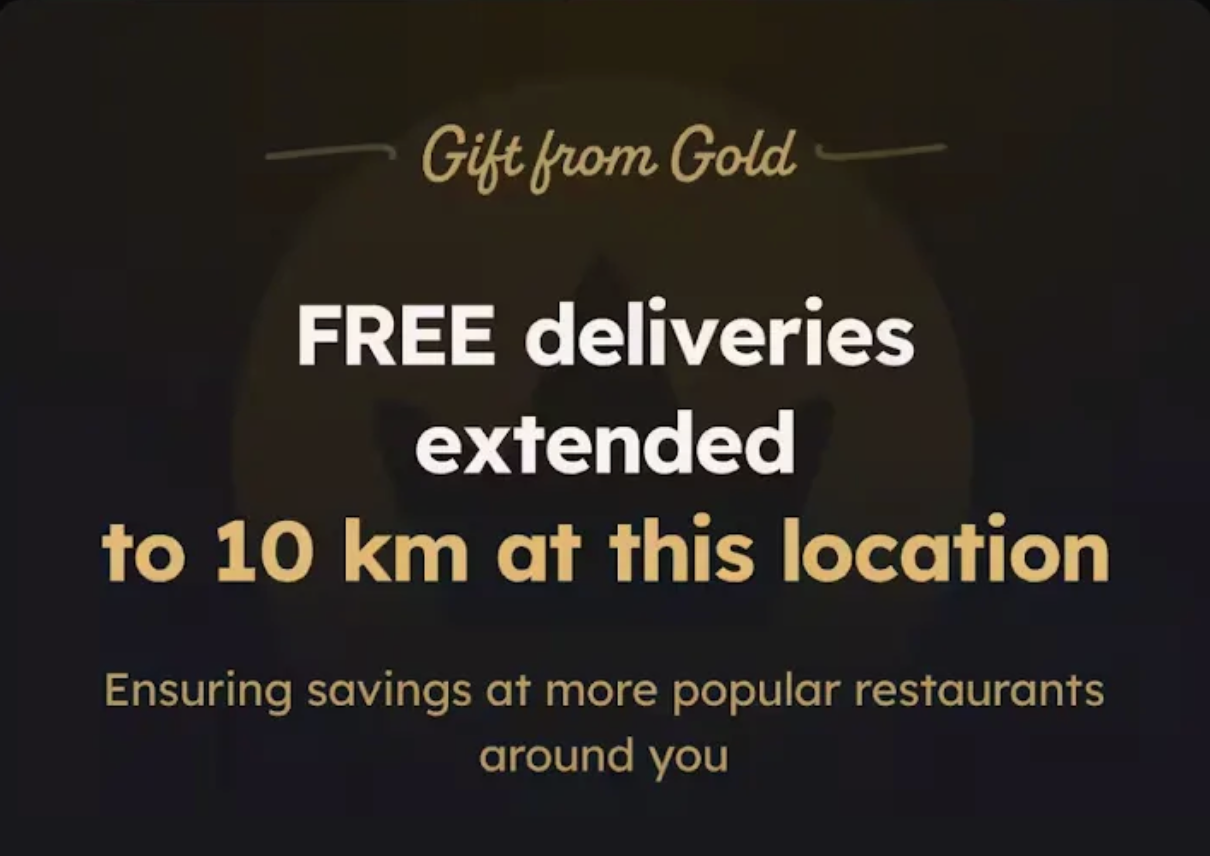 Gift from Gold
FREE deliveries
extended
to 10 km at this location
Ensuring savings at more popular restaurants
around you